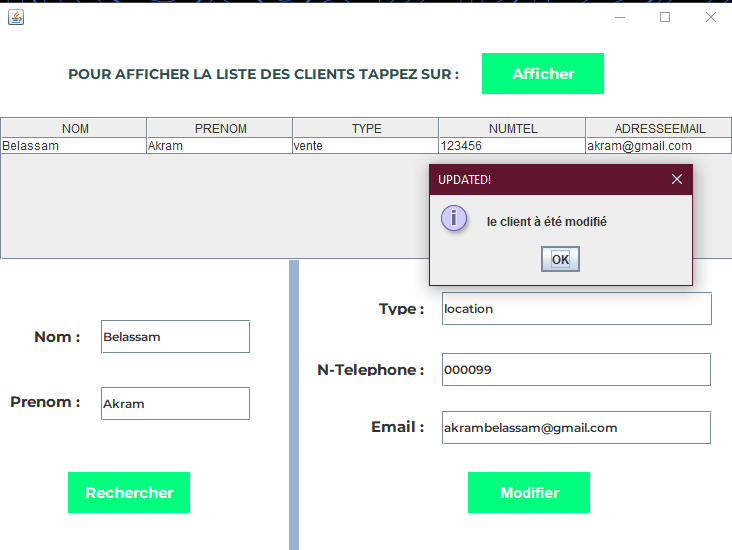 POUR AFFICHER LA LISTE DES CLIENTS TAPPEZ SUR : Afficher
NOM PRENOM TYPE NUMTEL ADRESSEEMAIL
Belassam Akram vente 123456 akram@gmail.com
UPDATED!
le client à été modifié
OK
Nom : Belassam
Prenom : Akram
Rechercher
Type : location
N-Telephone : 000099
Email : akrambelassam@gmail.com
Modifier